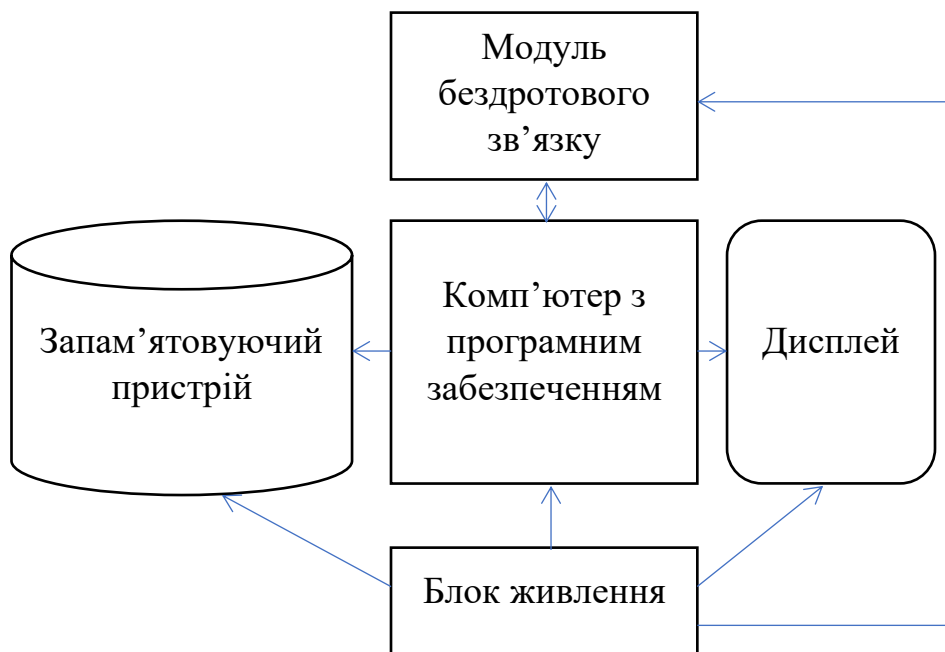 Модуль
бездротового
зв’язку
Запам’ятовуючий
пристрій
Комп’ютер з
програмним
забезпеченням
Дисплей
Блок живлення